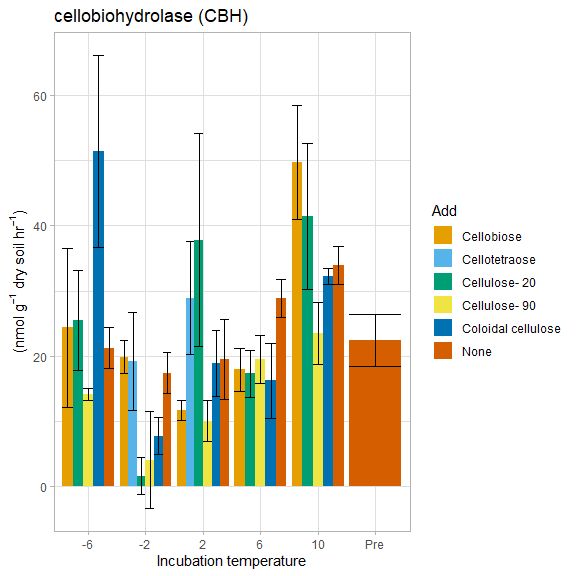 cellobiohydrolase (CBH)
60
40
20
0
(nmol g⁻¹ dry soil hr⁻¹)
-6 -2 2 6 10 Pre
Incubation temperature
Add
Cellobiose
Cellotetraose
Cellulose- 20
Cellulose- 90
Coloidal cellulose
None